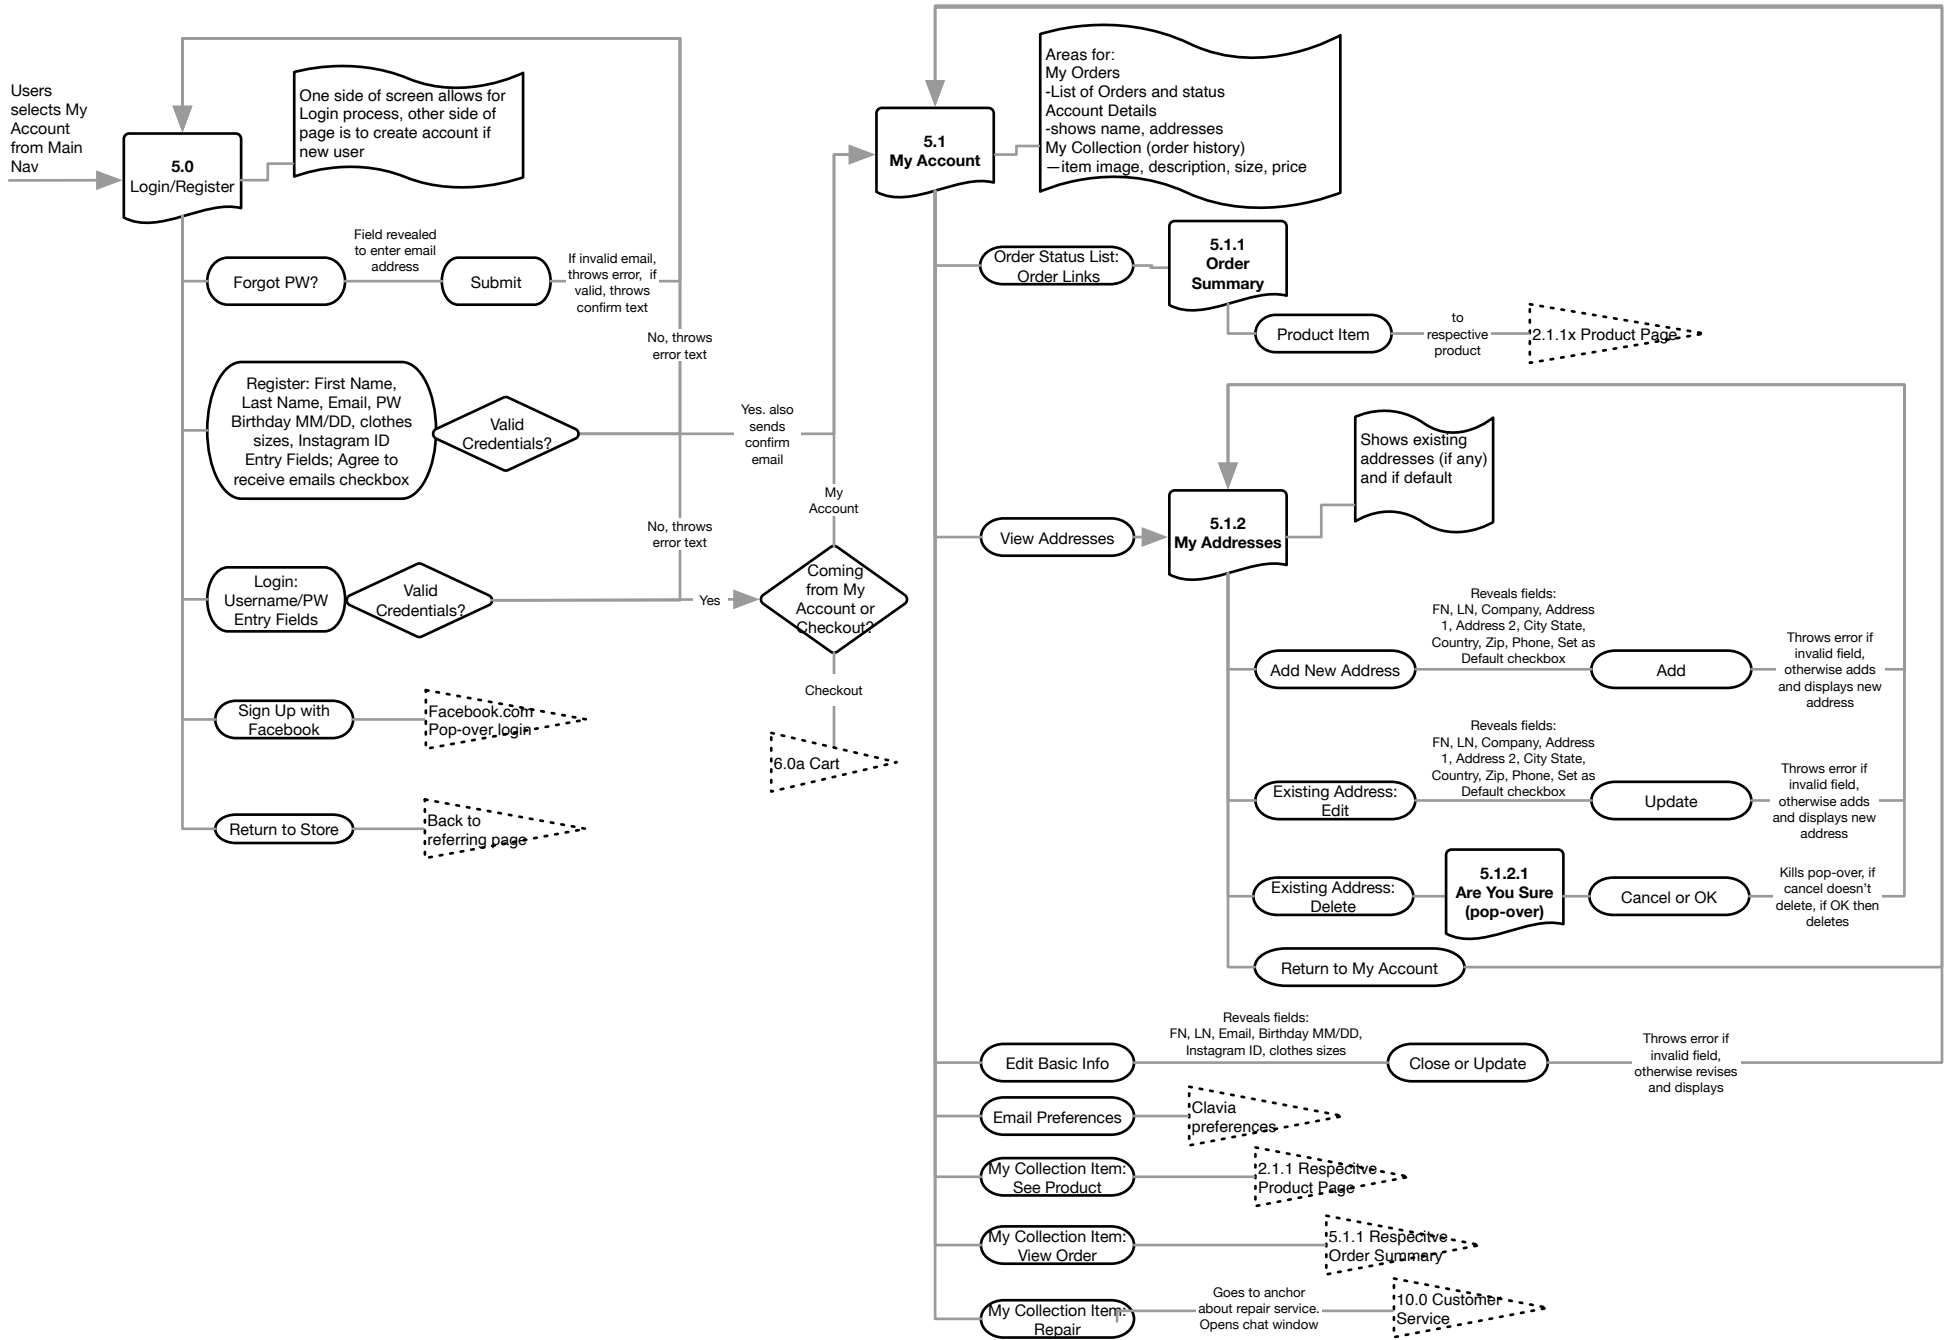 Users
selects My
Account
from Main
Nav
5.0
Login/Register
One side of screen allows for
Login process, other side of
page is to create account if
new user
Forgot PW?
Field revealed
to enter email
address
Submit
If invalid email,
throws error, if
valid, throws
confirm text
No, throws
error text
Register: First Name,
Last Name, Email, PW
Birthday MM/DD, clothes
sizes, Instagram ID
Entry Fields; Agree to
receive emails checkbox
Valid
Credentials?
Yes. also
sends
confirm
email
My
Account
No, throws
error text
Login:
Username/PW
Entry Fields
Valid
Credentials?
Yes
Coming
from My
Account or
Checkout?
Checkout
6.0a Cart
Sign Up with
Facebook
Facebook.com
Pop-over login
Return to Store
Back to
referring page
5.1
My Account
Areas for:
My Orders
-List of Orders and status
Account Details
-shows name, addresses
My Collection (order history)
—item image, description, size, price
Order Status List:
Order Links
5.1.1
Order
Summary
Product Item
to
respective
product
2.1.1x Product Page
View Addresses
5.1.2
My Addresses
Shows existing
addresses (if any)
and if default
Add New Address
Reveals fields:
FN, LN, Company, Address
1, Address 2, City State,
Country, Zip, Phone, Set as
Default checkbox
Add
Throws error if
invalid field,
otherwise adds
and displays new
address
Existing Address:
Edit
Reveals fields:
FN, LN, Company, Address
1, Address 2, City State,
Country, Zip, Phone, Set as
Default checkbox
Update
Throws error if
invalid field,
otherwise adds
and displays new
address
Existing Address:
Delete
5.1.2.1
Are You Sure
(pop-over)
Cancel or OK
Kills pop-over, if
cancel doesn't
delete, if OK then
deletes
Return to My Account
Edit Basic Info
Reveals fields:
FN, LN, Email, Birthday MM/DD,
Instagram ID, clothes sizes
Close or Update
Throws error if
invalid field,
otherwise revises
and displays
Email Preferences
Clavia
preferences
My Collection Item:
See Product
2.1.1 Respecitve
Product Page
My Collection Item:
View Order
5.1.1 Respecitve
Order Summary
My Collection Item:
Repair
Goes to anchor
about repair service.
Opens chat window
10.0 Customer
Service